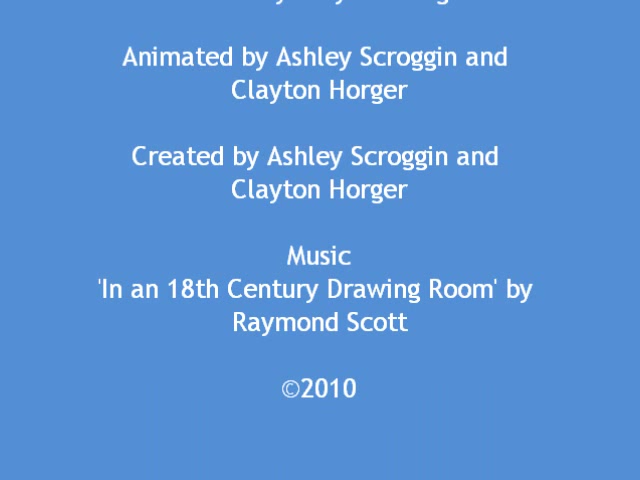 Animated by Ashley Scroggin and
Clayton Horger
Created by Ashley Scroggin and
Clayton Horger
Music
'In an 18th Century Drawing Room' by
Raymond Scott
©2010